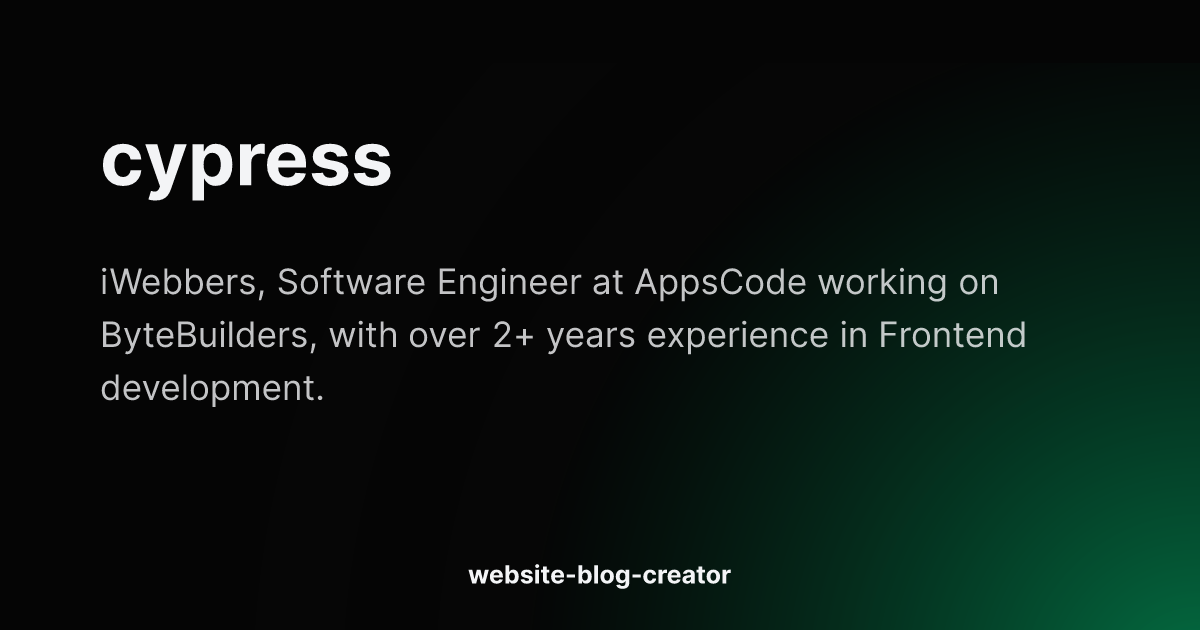 cypress
iWebbers, Software Engineer at AppsCode working on
ByteBuilders, with over 2+ years experience in Frontend
development.
website-blog-creator